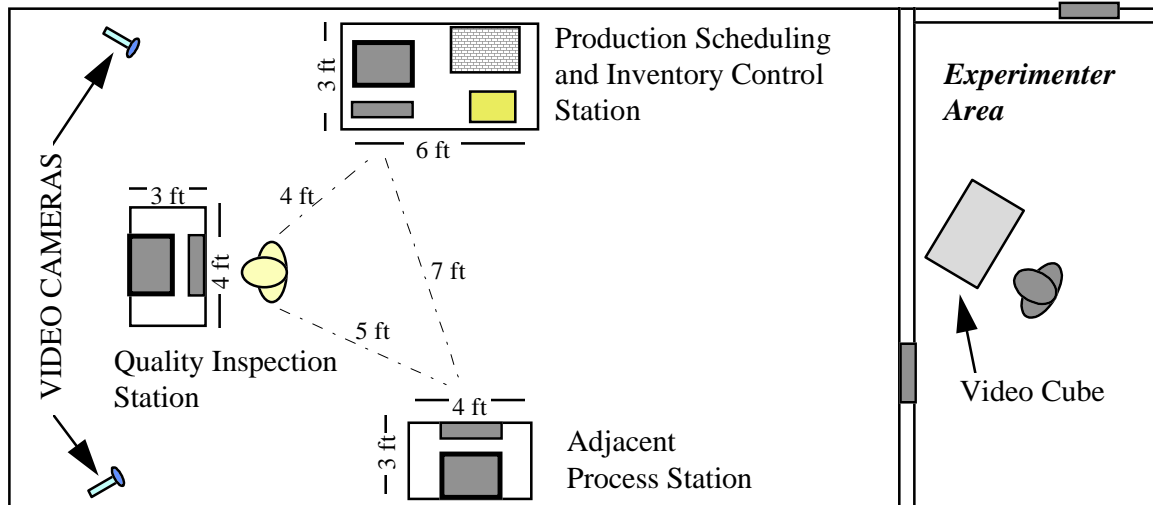 Production Scheduling
and Inventory Control
Station
3 ft
6 ft
Experimenter
Area
VIDEO CAMERAS
3 ft
4 ft
4 ft
7 ft
5 ft
Quality Inspection
Station
Video Cube
4 ft
3 ft
Adjacent
Process Station